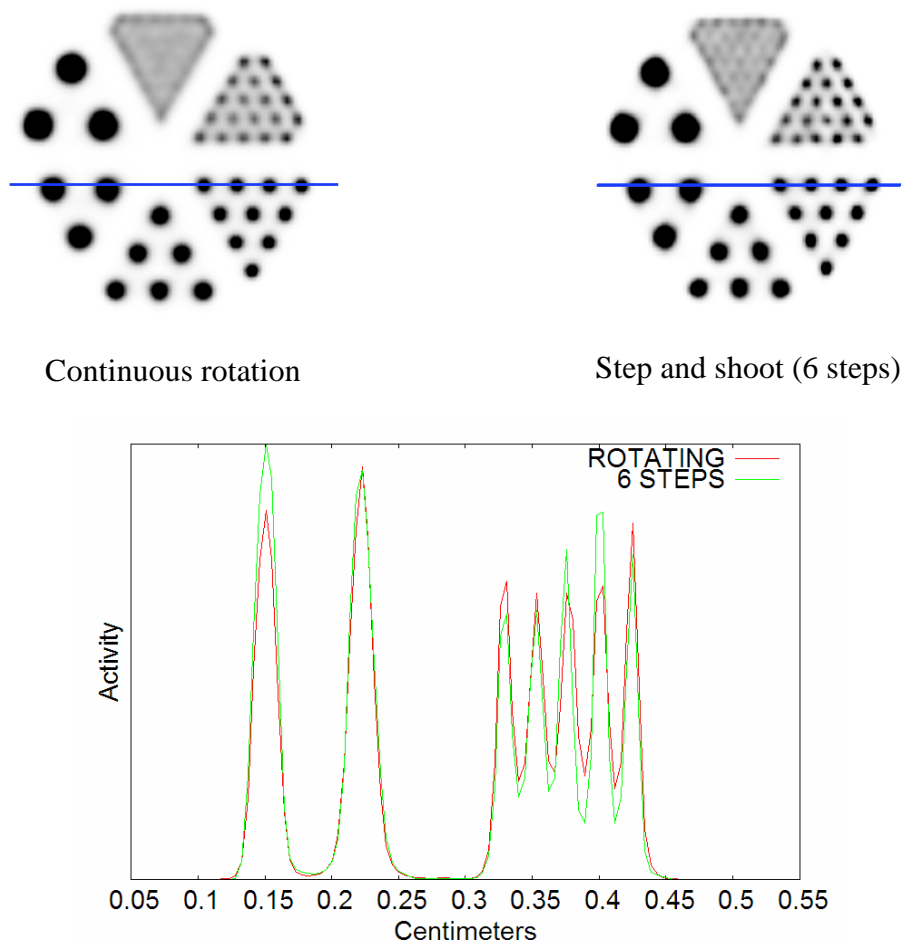 Continuous rotation
Step and shoot (6 steps)
ROTATING
6 STEPS
Activity
0.05 0.1 0.15 0.2 0.25 0.3 0.35 0.4 0.45 0.5 0.55
Centimeters